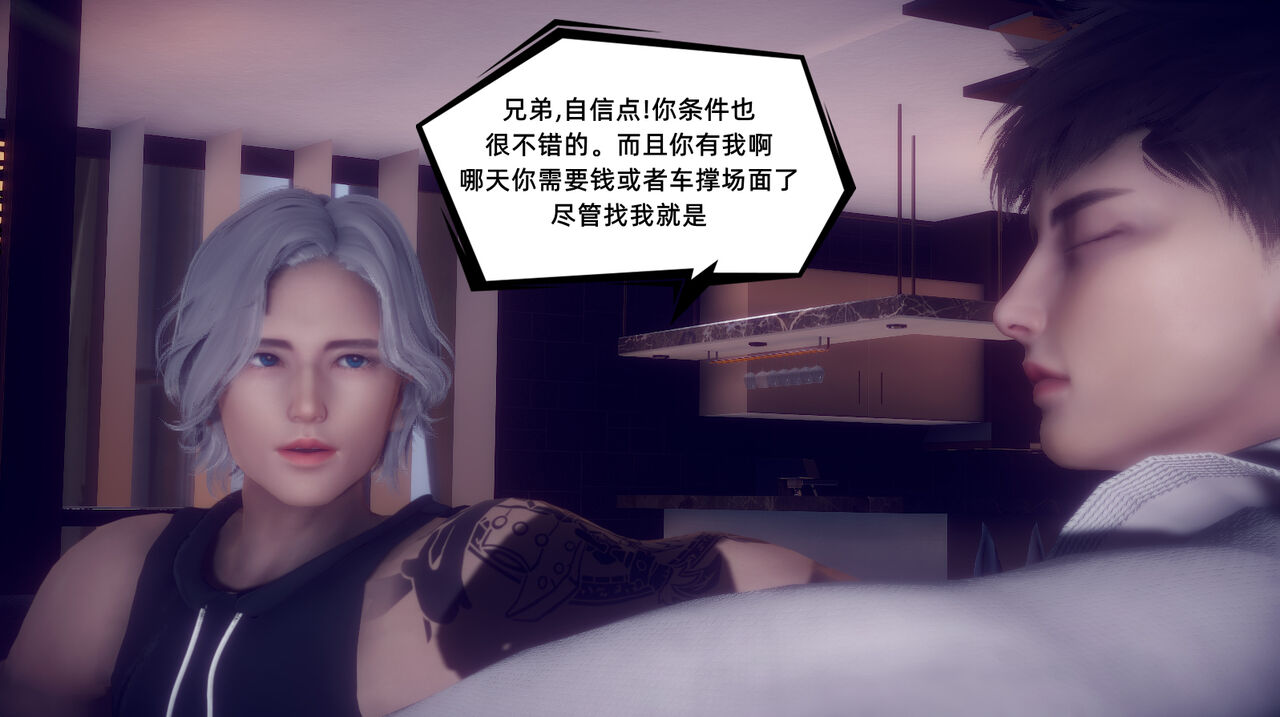 兄弟,自信点!你条件也
很不错的。而且你有我啊
哪天你需要钱或者车撑场面了
尽管找我就是